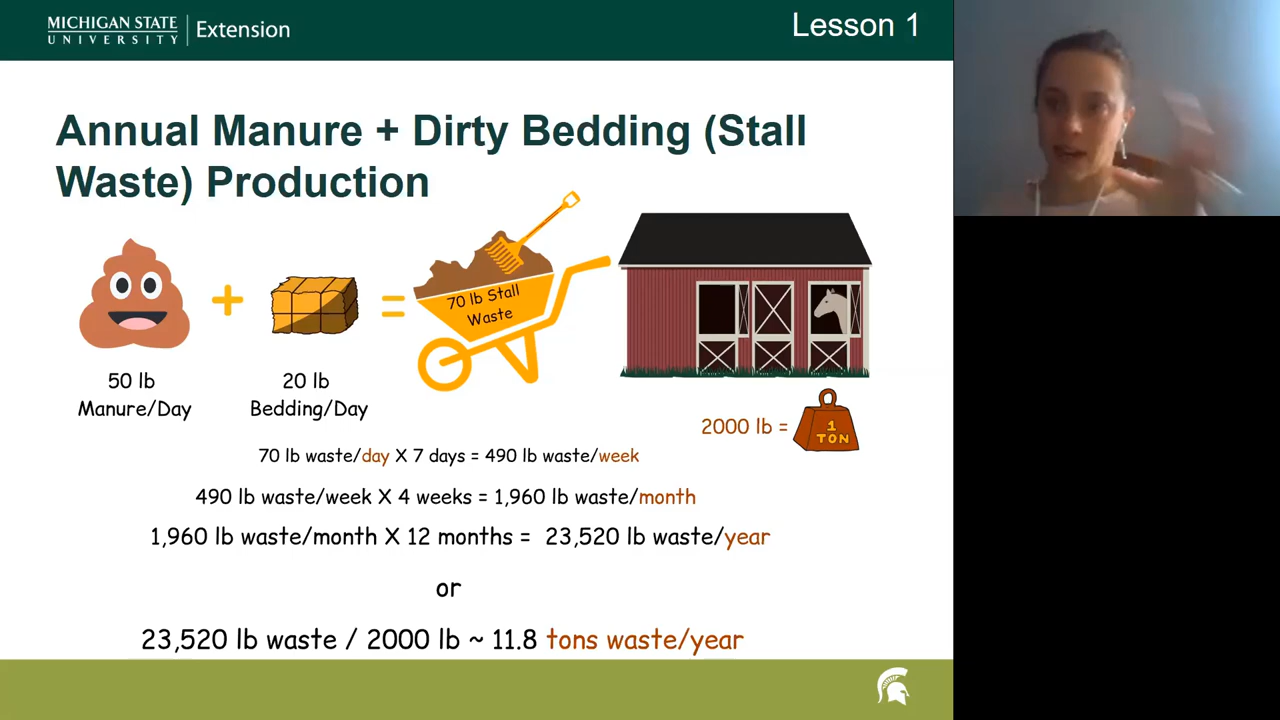 MICHIGAN STATE
UNIVERSITY
Extension
Lesson 1
Annual Manure + Dirty Bedding (Stall
Waste) Production
70 lb Stall
Waste
50 lb
Manure/Day
20 lb
Bedding/Day
2000 lb =
1
TON
70 lb waste/day X 7 days = 490 lb waste/week
490 lb waste/week X 4 weeks = 1,960 lb waste/month
1,960 lb waste/month X 12 months = 23,520 lb waste/year
or
23,520 lb waste / 2000 lb ~ 11.8 tons waste/year